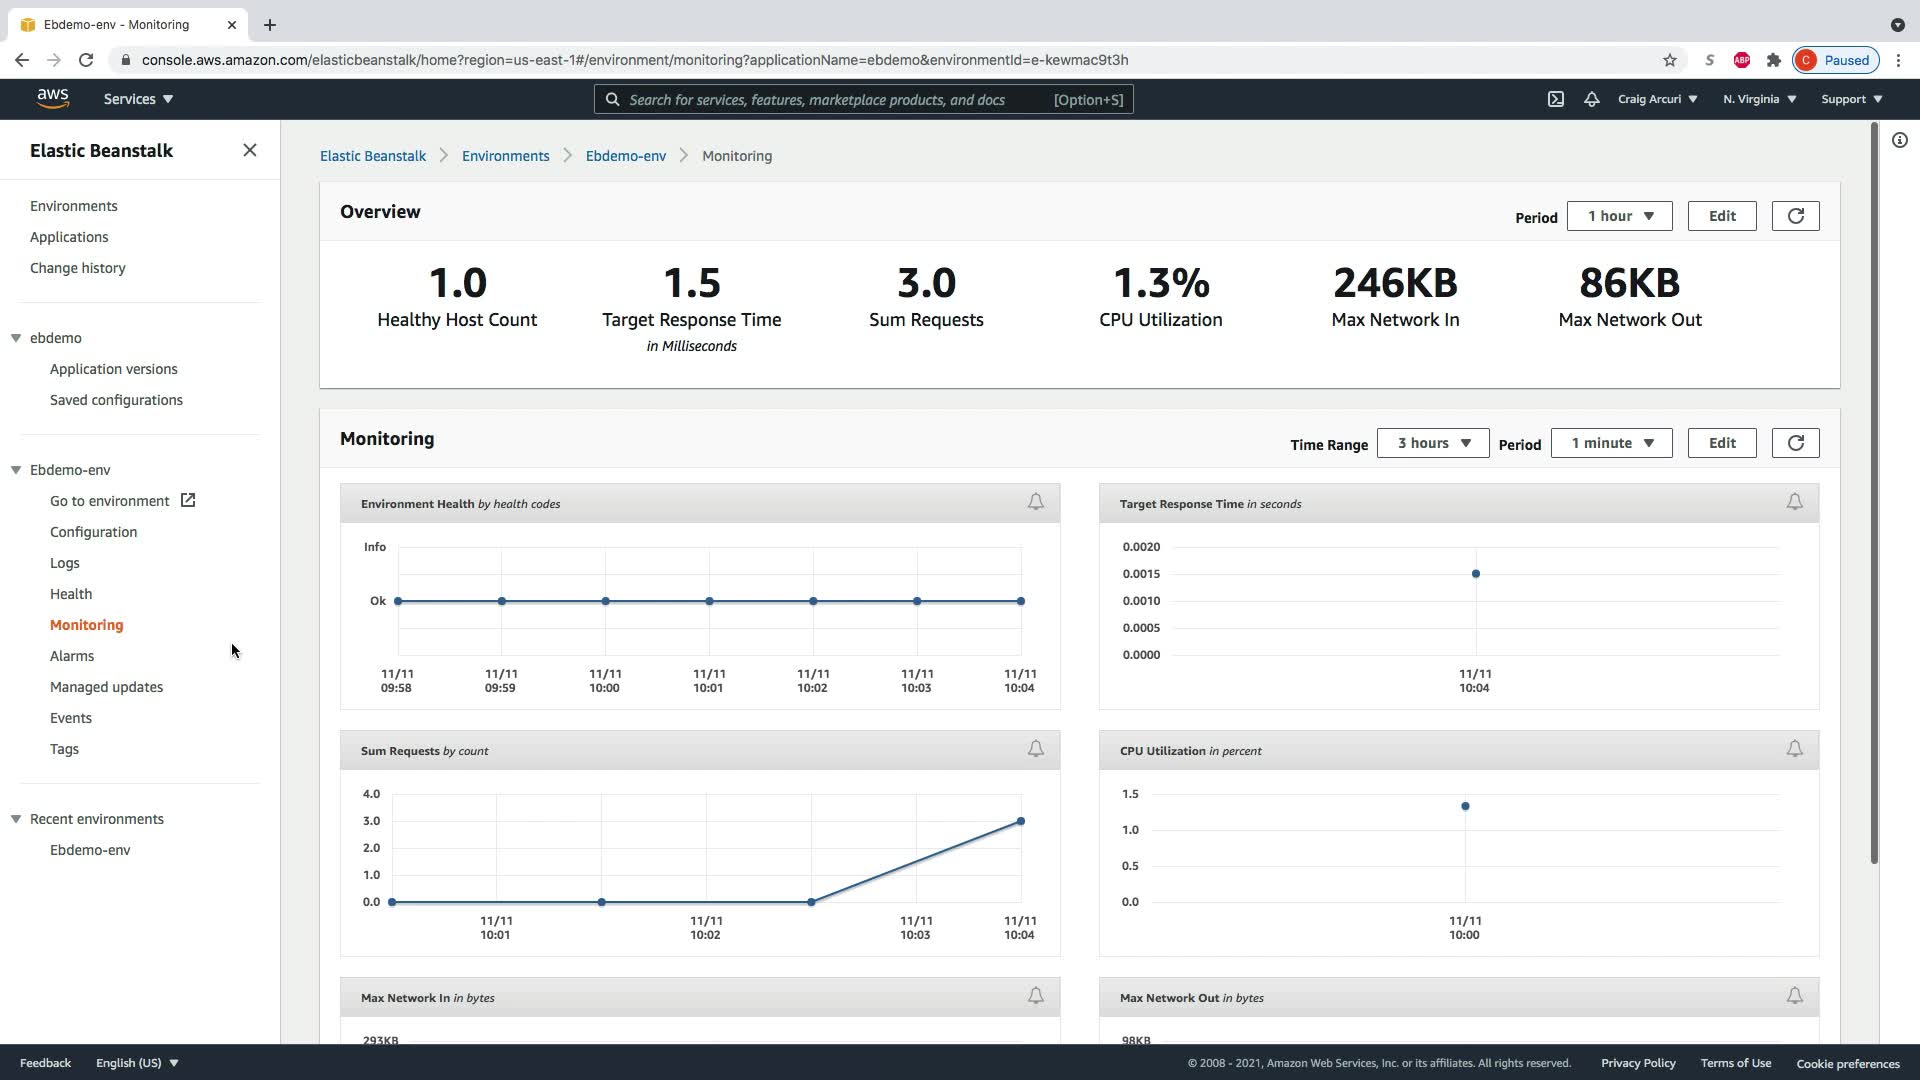 Ebdemo-env - Monitoring
console.aws.amazon.com/elasticbeanstalk/home?region=us-east-1#/environment/monitoring?applicationName=ebdemo&environmentId=e-kewmac9t3h
S
ABP
C Paused
aws
Services
Search for services, features, marketplace products, and docs [Option+S]
Craig Arcuri
N. Virginia
Support
Elastic Beanstalk
Environments
Applications
Change history
ebdemo
Application versions
Saved configurations
Ebdemo-env
Go to environment
Configuration
Logs
Health
Monitoring
Alarms
Managed updates
Events
Tags
Recent environments
Ebdemo-env
Elastic Beanstalk > Environments > Ebdemo-env > Monitoring
Overview
Period 1 hour Edit
1.0 1.5 3.0 1.3% 246KB 86KB
Healthy Host Count Target Response Time Sum Requests CPU Utilization Max Network In Max Network Out
in Milliseconds
Monitoring
Time Range 3 hours Period 1 minute Edit
Environment Health by health codes
Info
Ok
11/11 11/11 11/11 11/11 11/11 11/11 11/11
09:58 09:59 10:00 10:01 10:02 10:03 10:04
Target Response Time in seconds
0.0020
0.0015
0.0010
0.0005
0.0000
11/11
10:04
Sum Requests by count
4.0
3.0
2.0
1.0
0.0
11/11 11/11 11/11 11/11
10:01 10:02 10:03 10:04
CPU Utilization in percent
1.5
1.0
0.5
0.0
11/11
10:00
Max Network In in bytes
293KB
Max Network Out in bytes
98KB
Feedback
English (US)
© 2008 - 2021, Amazon Web Services, Inc. or its affiliates. All rights reserved.
Privacy Policy
Terms of Use
Cookie preferences